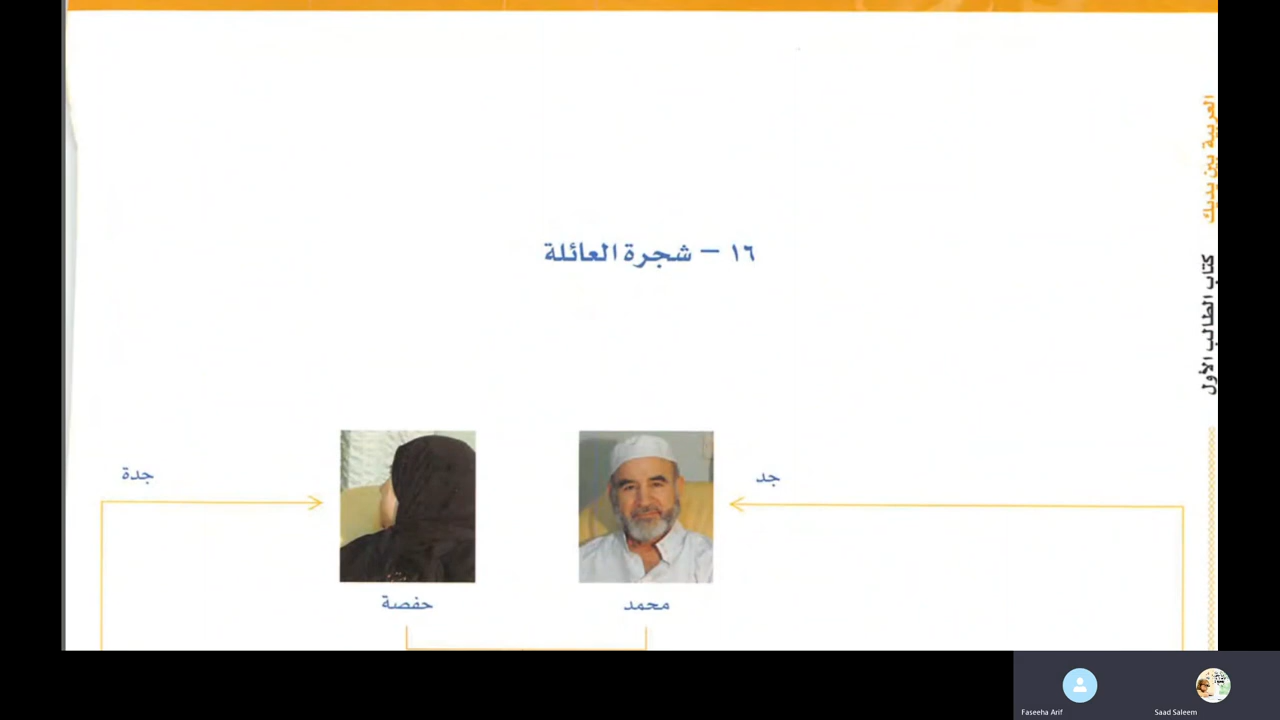 العربية بين يديك
كتاب الطالب الأول
١٦ – شجرة العائلة
جد
جدة
محمد
حفصة
Faseeha Arif
Saad Saleem